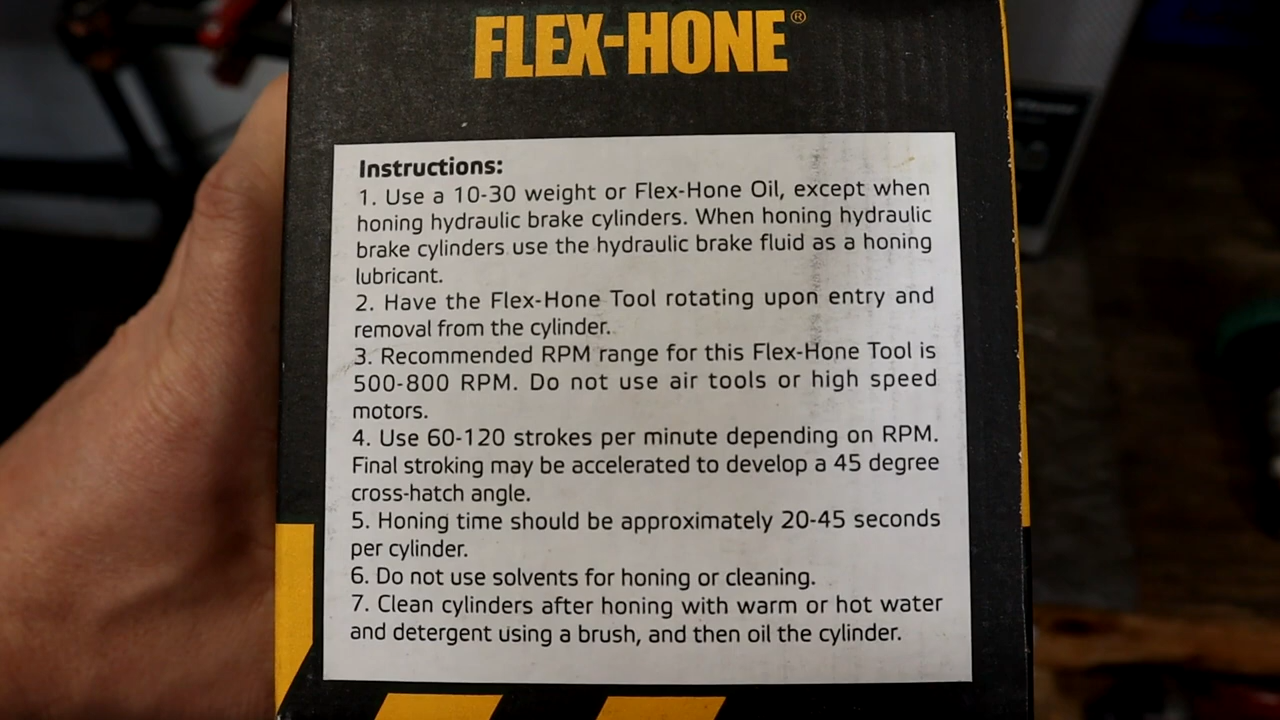 FLEX-HONE®
Instructions:
1. Use a 10-30 weight or Flex-Hone Oil, except when
honing hydraulic brake cylinders. When honing hydraulic
brake cylinders use the hydraulic brake fluid as a honing
lubricant.
2. Have the Flex-Hone Tool rotating upon entry and
removal from the cylinder.
3. Recommended RPM range for this Flex-Hone Tool is
500-800 RPM. Do not use air tools or high speed
motors.
4. Use 60-120 strokes per minute depending on RPM.
Final stroking may be accelerated to develop a 45 degree
cross-hatch angle.
5. Honing time should be approximately 20-45 seconds
per cylinder.
6. Do not use solvents for honing or cleaning.
7. Clean cylinders after honing with warm or hot water
and detergent using a brush, and then oil the cylinder.